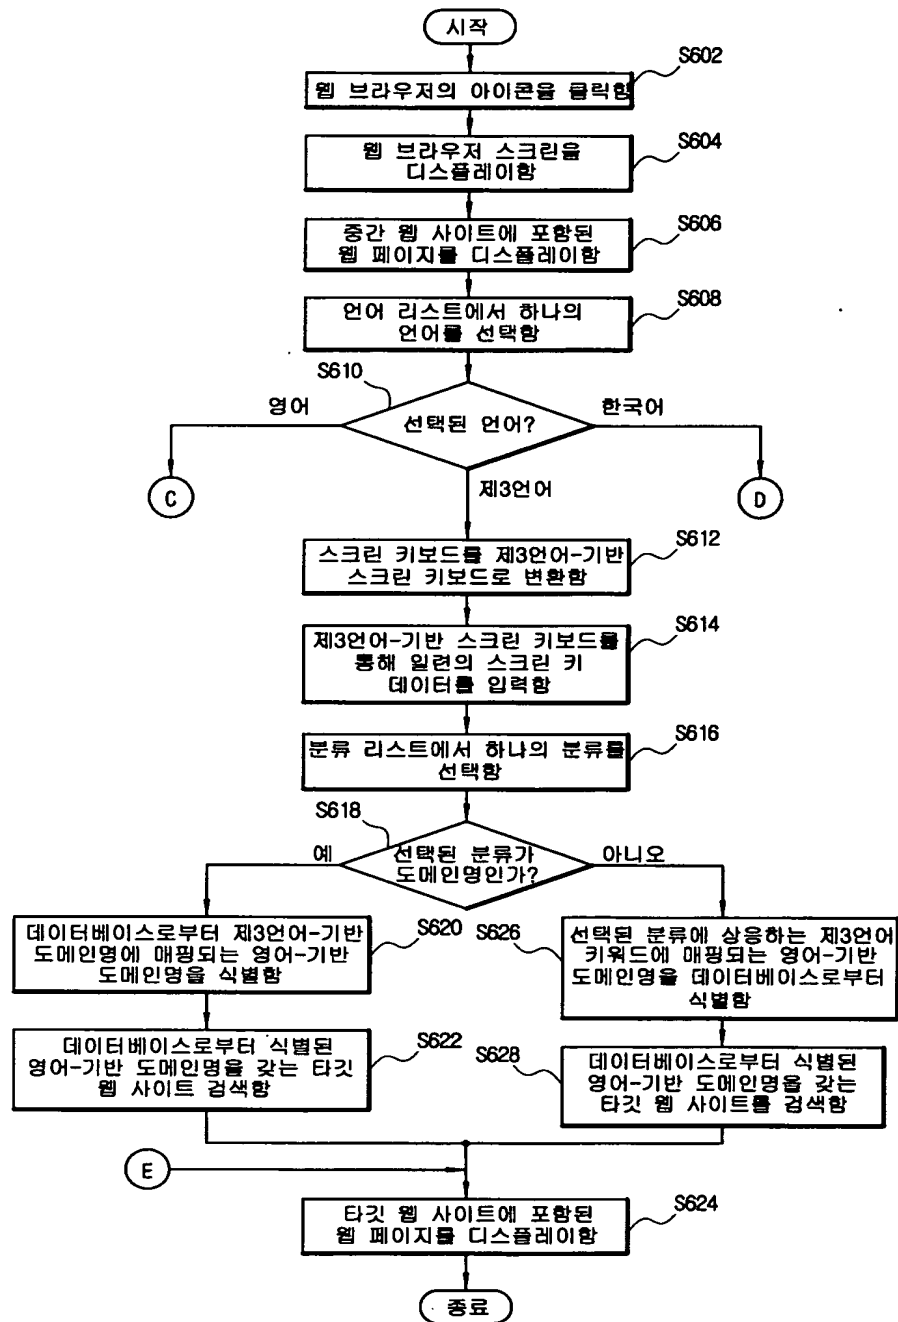 시작
S602
웹 브라우저의 아이콘을 클릭함
S604
웹 브라우저 스크린을
디스플레이함
S606
중간 웹 사이트에 포함된
웹 페이지를 디스플레이함
S608
언어 리스트에서 하나의
언어를 선택함
S610
영어
선택된 언어?
한국어
C
D
제3언어
S612
스크린 키보드를 제3언어-기반
스크린 키보드로 변환함
S614
제3언어-기반 스크린 키보드를
통해 일련의 스크린 키
데이터를 입력함
S616
분류 리스트에서 하나의 분류를
선택함
S618
예
선택된 분류가
도메인명인가?
아니오
S620
데이터베이스로부터 제3언어-기반
도메인명에 매핑되는 영어-기반
도메인명을 식별함
S626
선택된 분류에 상응하는 제3언어
키워드에 매핑되는 영어-기반
도메인명을 데이터베이스로부터
식별함
S622
데이터베이스로부터 식별된
영어-기반 도메인명을 갖는 타깃
웹 사이트 검색함
S628
데이터베이스로부터 식별된
영어-기반 도메인명을 갖는
타깃 웹 사이트를 검색함
E
S624
타깃 웹 사이트에 포함된
웹 페이지를 디스플레이함
종료